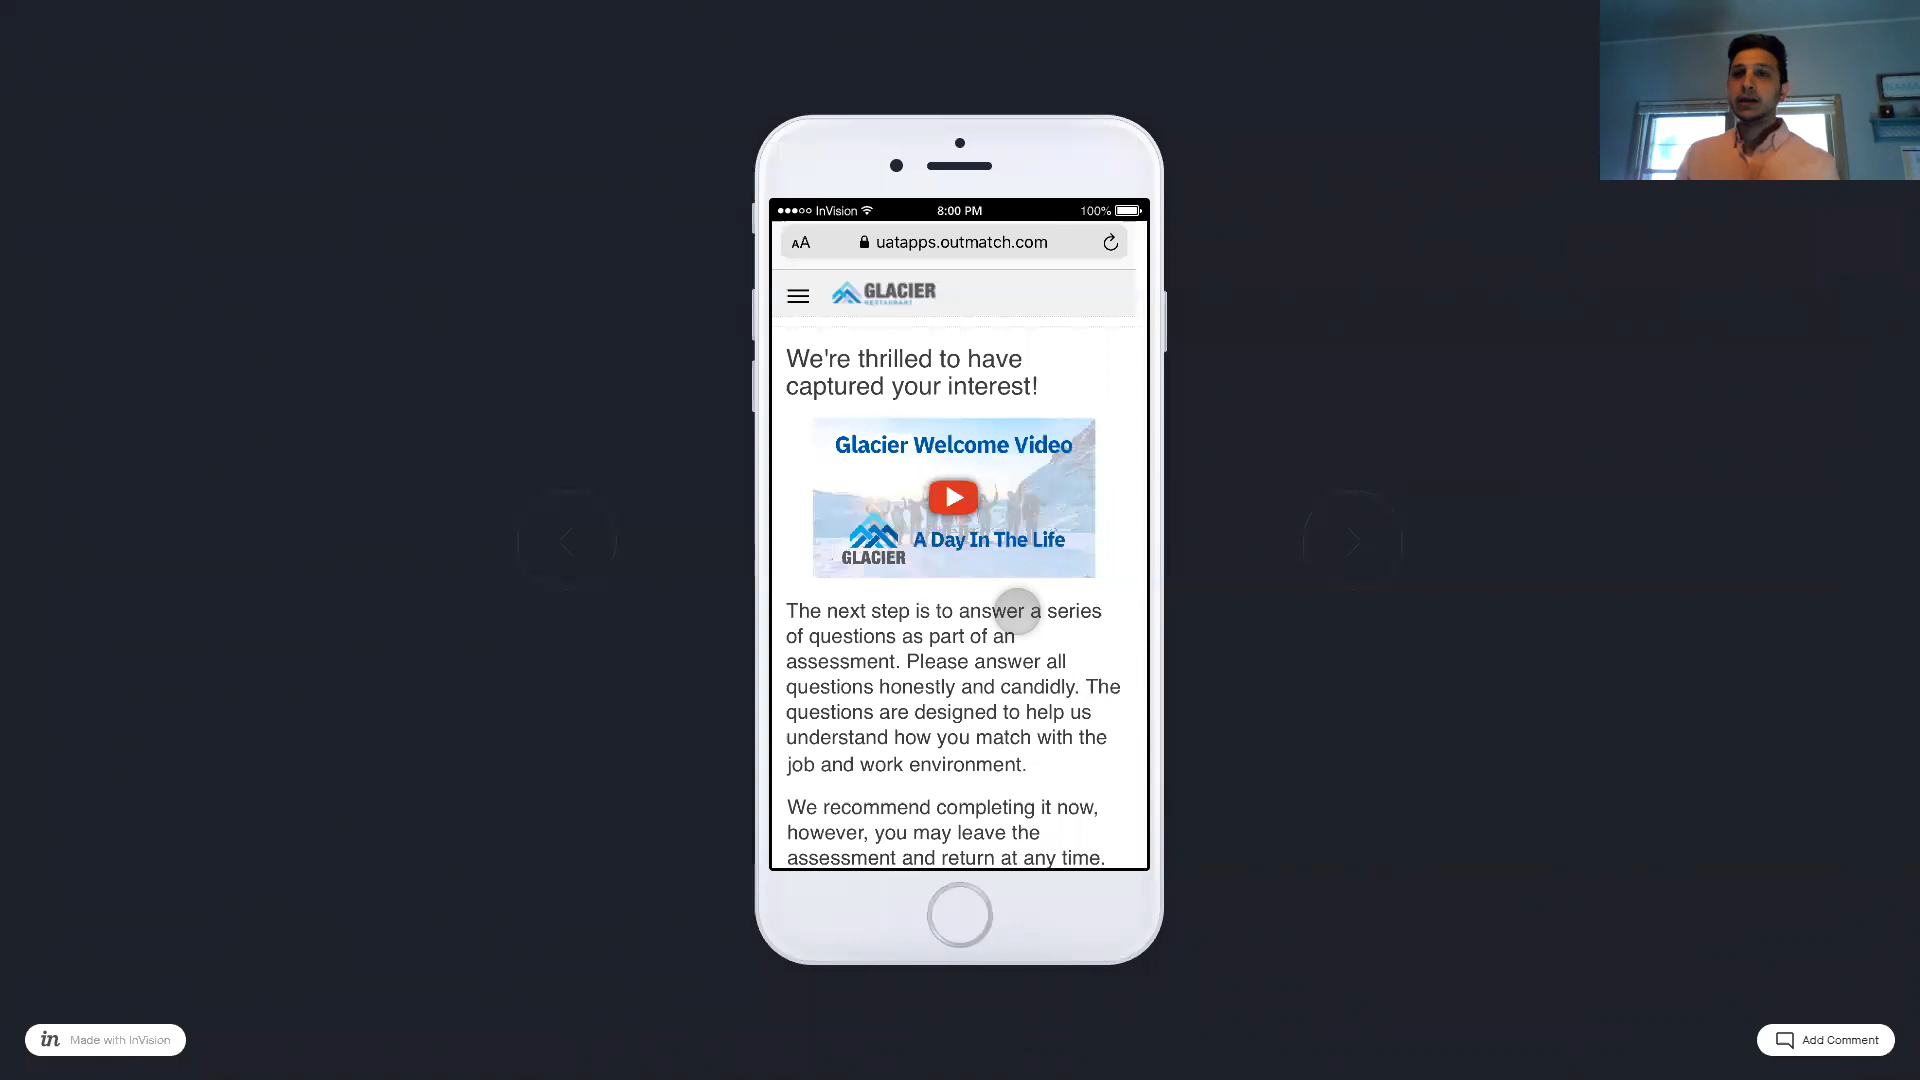 InVision
8:00 PM
100%
AA
uatapps.outmatch.com
GLACIER
RESTAURANT
We're thrilled to have
captured your interest!
Glacier Welcome Video
GLACIER
A Day In The Life
The next step is to answer a series
of questions as part of an
assessment. Please answer all
questions honestly and candidly. The
questions are designed to help us
understand how you match with the
job and work environment.
We recommend completing it now,
however, you may leave the
assessment and return at any time.
in Made with InVision
Add Comment